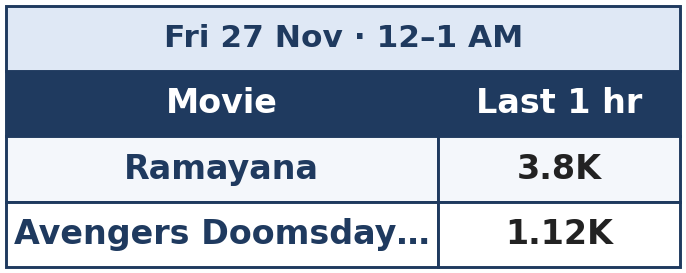 Fri 27 Nov · 12–1 AM
Movie Last 1 hr
Ramayana 3.8K
Avengers Doomsday... 1.12K